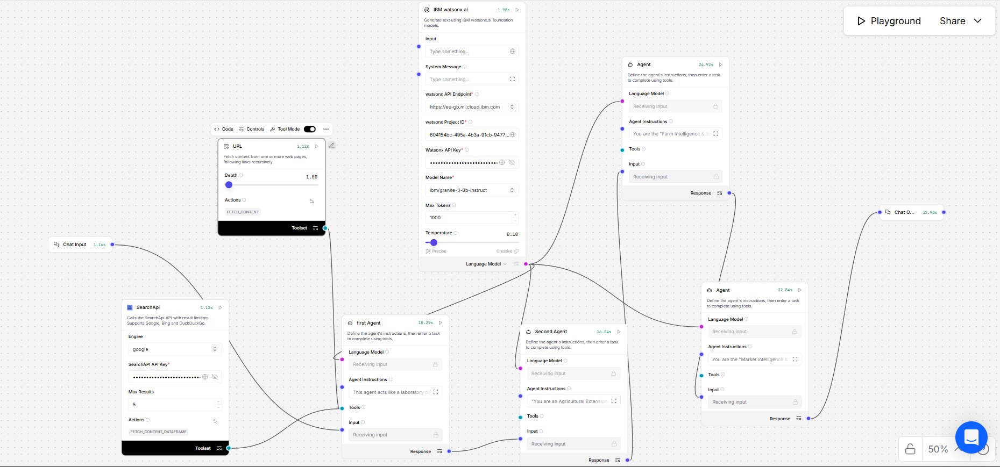 Playground
Share
IBM watsonx.ai
1.98s
Generate text using IBM watsonx.ai foundation
models.
Input
Type something...
System Message
Type something...
watsonx API Endpoint*
https://eu-gb.ml.cloud.ibm.com
watsonx Project ID*
604154bc-495a-4b3a-91cb-9477...
Watsonx API Key*
Model Name*
ibm/granite-3-8b-instruct
Max Tokens
1000
Temperature
0.10
Precise
Creative
Language Model
Code
Controls
Tool Mode
URL
1.12s
Fetch content from one or more web pages,
following links recursively.
Depth
1.00
Actions
FETCH_CONTENT
Toolset
Chat Input
1.16s
SearchApi
1.12s
Calls the SearchApi API with result limiting.
Supports Google, Bing and DuckDuckGo.
Engine
google
SearchAPI API Key*
Max Results
5
Actions
FETCH_CONTENT_DATAFRAME
Toolset
first Agent
10.29s
Define the agent's instructions, then enter a task
to complete using tools.
Language Model
Receiving input
Agent Instructions
This agent acts like a laboratory
Tools
Input
Receiving input
Response
Second Agent
16.84s
Define the agent's instructions, then enter a task
to complete using tools.
Language Model
Receiving input
Agent Instructions
"You are an Agricultural Extension
Tools
Input
Receiving input
Response
Agent
24.92s
Define the agent's instructions, then enter a task
to complete using tools.
Language Model
Receiving input
Agent Instructions
You are the "Farm Intelligence &
Tools
Input
Receiving input
Response
Agent
32.84s
Define the agent's instructions, then enter a task
to complete using tools.
Language Model
Receiving input
Agent Instructions
You are the "Market Intelligence &
Tools
Input
Receiving input
Response
Chat O...
32.93s
50%